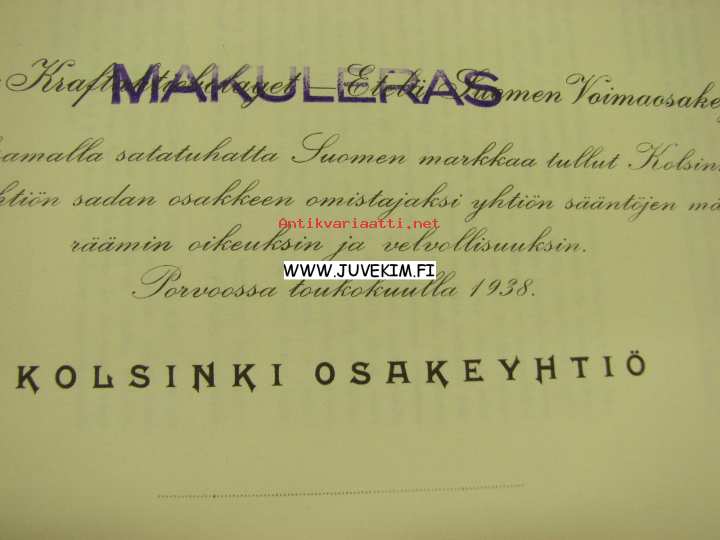 Kraftaktiebolaget — Etelä-Suomen Voimaosakey
MAKULERAS
amalla satatuhatta Suomen markkaa tullut Kolsin
htiön sadan osakkeen omistajaksi yhtiön sääntöjen mä
Antikvariaatti.net
räämin oikeuksin ja velvollisuuksin.
WWW.JUVEKIM.FI
Porvoossa toukokuulla 1938.
KOLSINKI OSAKEYHTIÖ